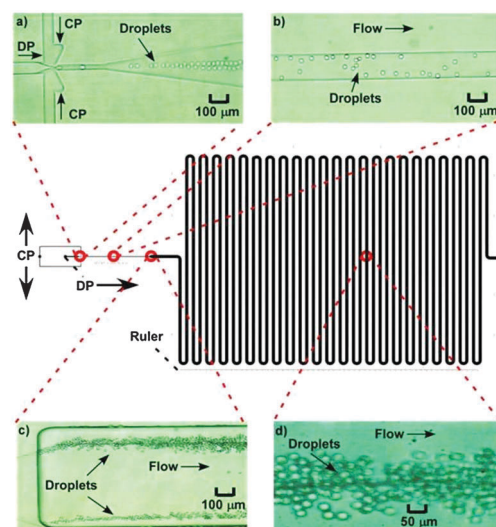 a)
CP
DP
Droplets
CP
100 μm
b)
Flow
Droplets
100 μm
CP
DP
Ruler
c)
Droplets
Flow
100 μm
d)
Droplets
Flow
50 μm